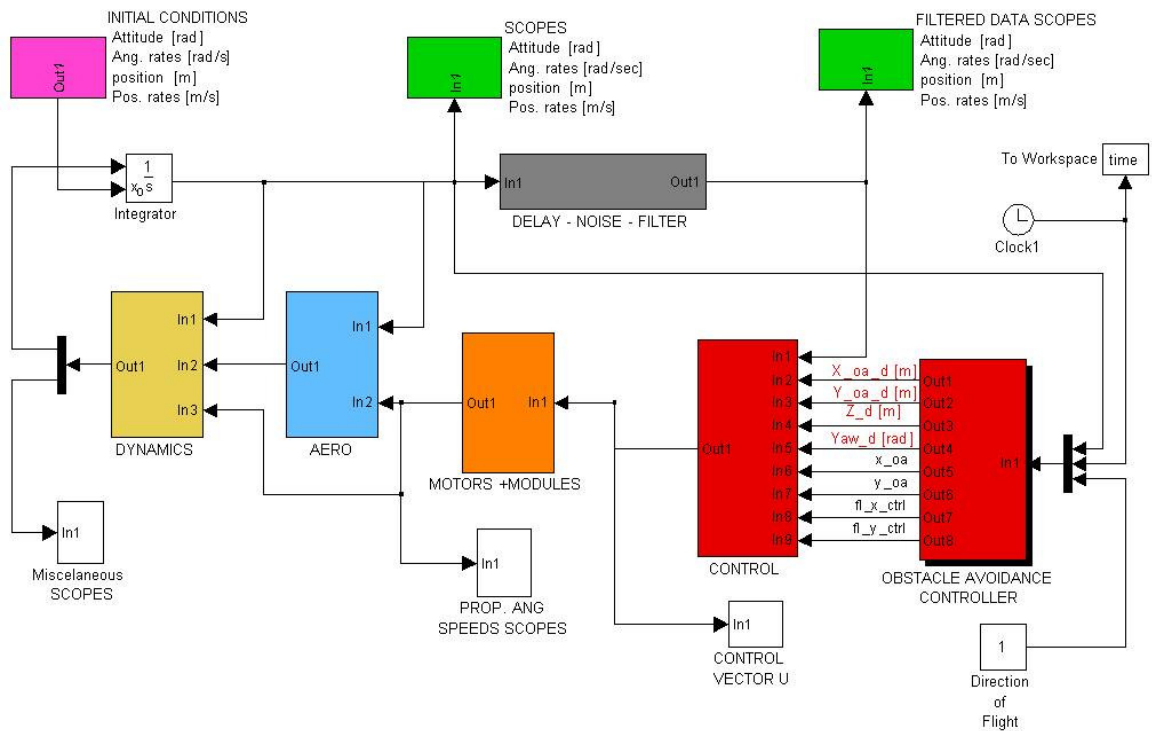 INITIAL CONDITIONS
Attitude [rad]
Ang. rates [rad/s]
position [m]
Pos. rates [m/s]
Out1
SCOPES
Attitude [rad]
Ang. rates [rad/sec]
position [m]
Pos. rates [m/s]
In1
FILTERED DATA SCOPES
Attitude [rad]
Ang. rates [rad/sec]
position [m]
Pos. rates [m/s]
In1
To Workspace
time
Clock1
1
x0 s
Integrator
In1
Out1
DELAY - NOISE - FILTER
In1
In2
In3
Out1
DYNAMICS
In1
In2
AERO
In1
Out1
MOTORS +MODULES
In1
In2
In3
In4
In5
In6
In7
In8
In9
Out1
CONTROL
X_oa_d [m]
Y_oa_d [m]
Z_d [m]
Yaw_d [rad]
x_oa
y_oa
fl_x_ctrl
fl_y_ctrl
Out1
Out2
Out3
Out4
Out5
Out6
Out7
Out8
In1
OBSTACLE AVOIDANCE
CONTROLLER
In1
Miscelaneous
SCOPES
In1
PROP. ANG
SPEEDS SCOPES
In1
CONTROL
VECTOR U
1
Direction
of
Flight